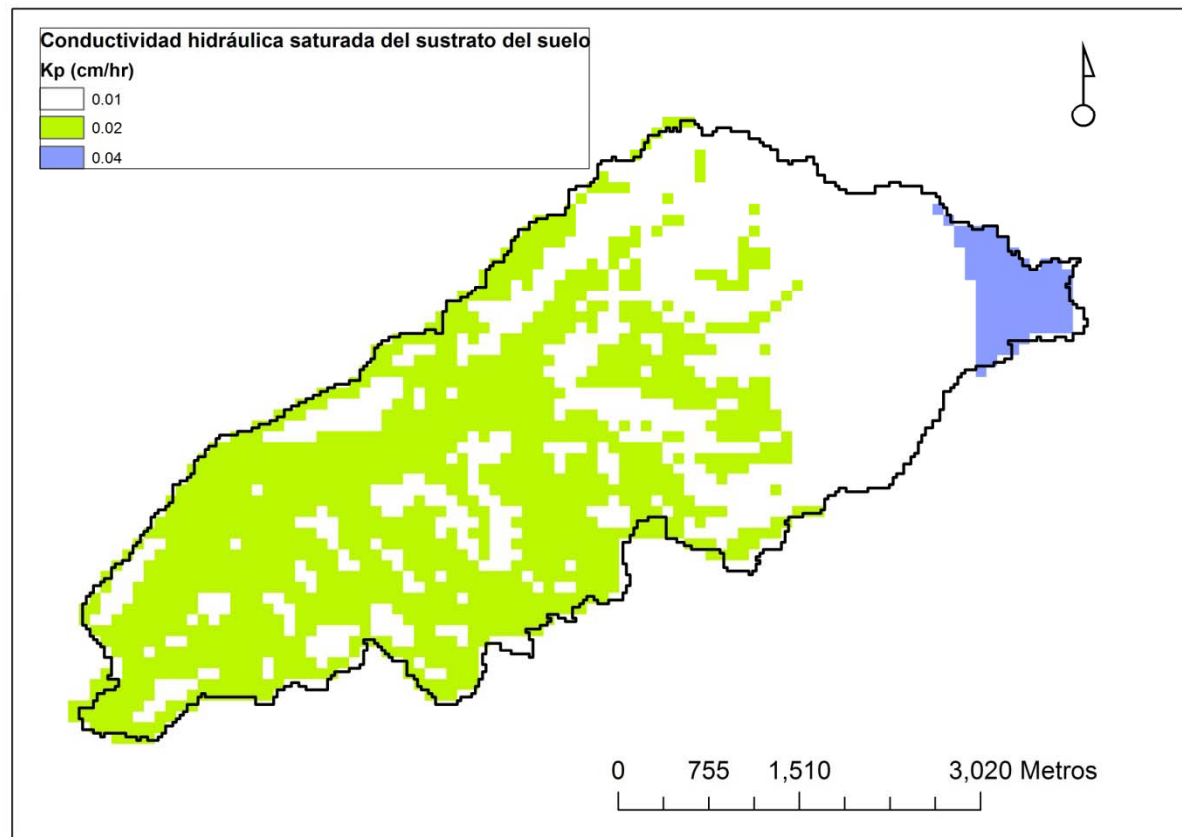 Conductividad hidráulica saturada del sustrato del suelo
Kp (cm/hr)
0.01
0.02
0.04
0 755 1,510 3,020 Metros